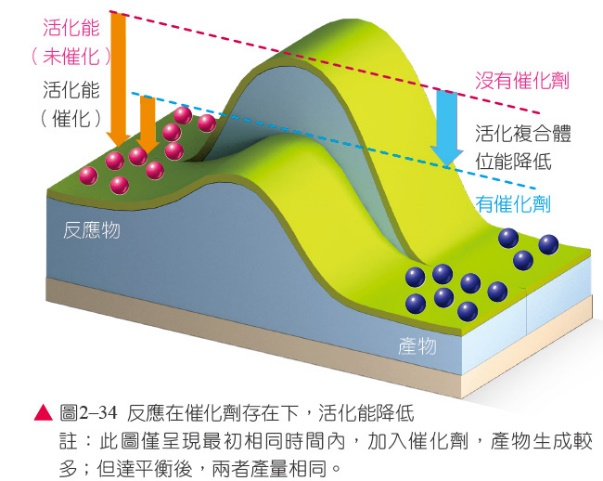 活化能
（未催化）
活化能
（催化）
沒有催化劑
活化複合體
位能降低
有催化劑
反應物
產物
▲ 圖2–34 反應在催化劑存在下，活化能降低
註：此圖僅呈現最初相同時間內，加入催化劑，產物生成較
多；但達平衡後，兩者產量相同。